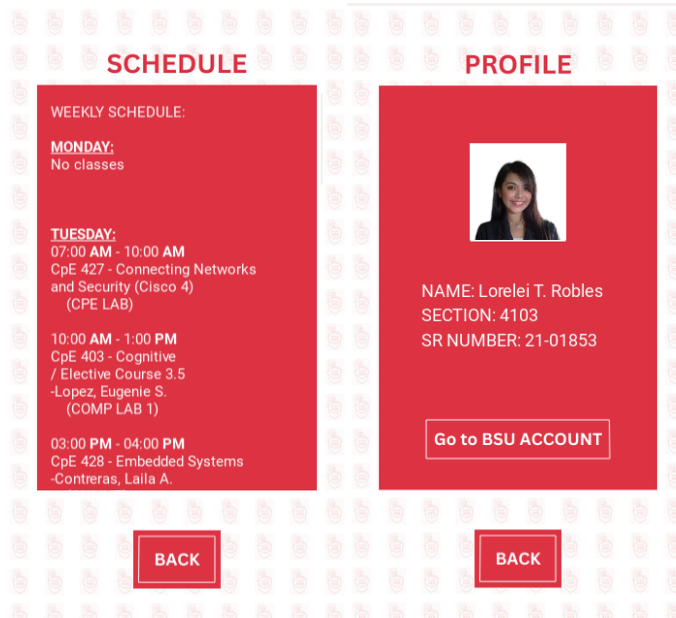 SCHEDULE
WEEKLY SCHEDULE:
MONDAY:
No classes
TUESDAY:
07:00 AM - 10:00 AM
CpE 427 - Connecting Networks
and Security (Cisco 4)
(CPE LAB)
10:00 AM - 1:00 PM
CpE 403 - Cognitive
/ Elective Course 3.5
-Lopez, Eugenie S.
(COMP LAB 1)
03:00 PM - 04:00 PM
CpE 428 - Embedded Systems
-Contreras, Laila A.
BACK
PROFILE
NAME: Lorelei T. Robles
SECTION: 4103
SR NUMBER: 21-01853
Go to BSU ACCOUNT
BACK